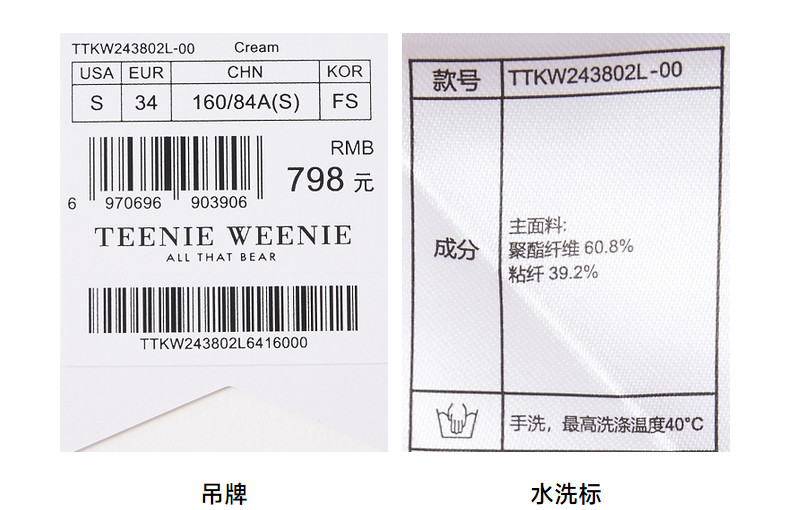 TTKW243802L-00 Cream
USA EUR CHN KOR
S 34 160/84A(S) FS
RMB
798 元
6 970696 903906
TEENIE WEENIE
ALL THAT BEAR
TTKW243802L6416000
款号 TTKW243802L-00
成分
主面料:
聚酯纤维 60.8%
粘纤 39.2%
手洗，最高洗涤温度40°C
吊牌
水洗标